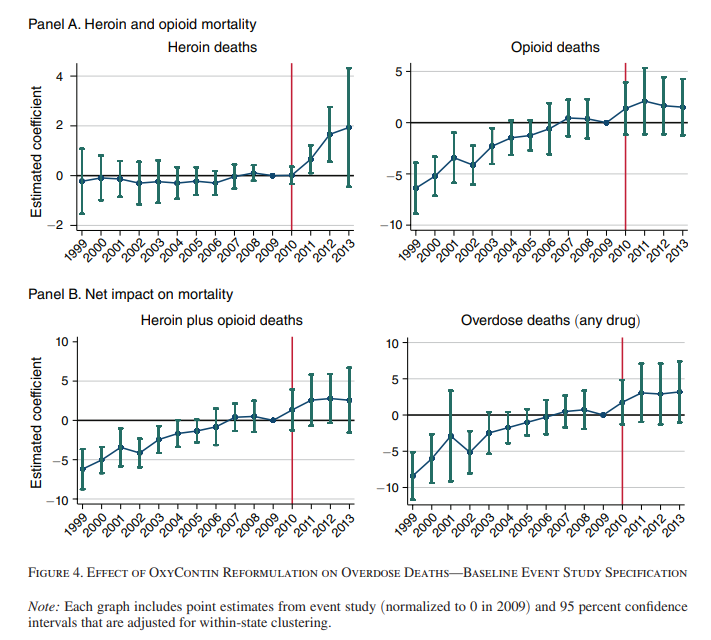 Panel A. Heroin and opioid mortality
Heroin deaths
Opioid deaths
Estimated coefficient
4
2
0
−2
1999 2000 2001 2002 2003 2004 2005 2006 2007 2008 2009 2010 2011 2012 2013
5
0
−5
−10
1999 2000 2001 2002 2003 2004 2005 2006 2007 2008 2009 2010 2011 2012 2013
Panel B. Net impact on mortality
Heroin plus opioid deaths
Overdose deaths (any drug)
Estimated coefficient
10
5
0
−5
−10
1999 2000 2001 2002 2003 2004 2005 2006 2007 2008 2009 2010 2011 2012 2013
10
5
0
−5
−10
1999 2000 2001 2002 2003 2004 2005 2006 2007 2008 2009 2010 2011 2012 2013
FIGURE 4. EFFECT OF OXYCONTIN REFORMULATION ON OVERDOSE DEATHS—BASELINE EVENT STUDY SPECIFICATION
Note: Each graph includes point estimates from event study (normalized to 0 in 2009) and 95 percent confidence
intervals that are adjusted for within-state clustering.